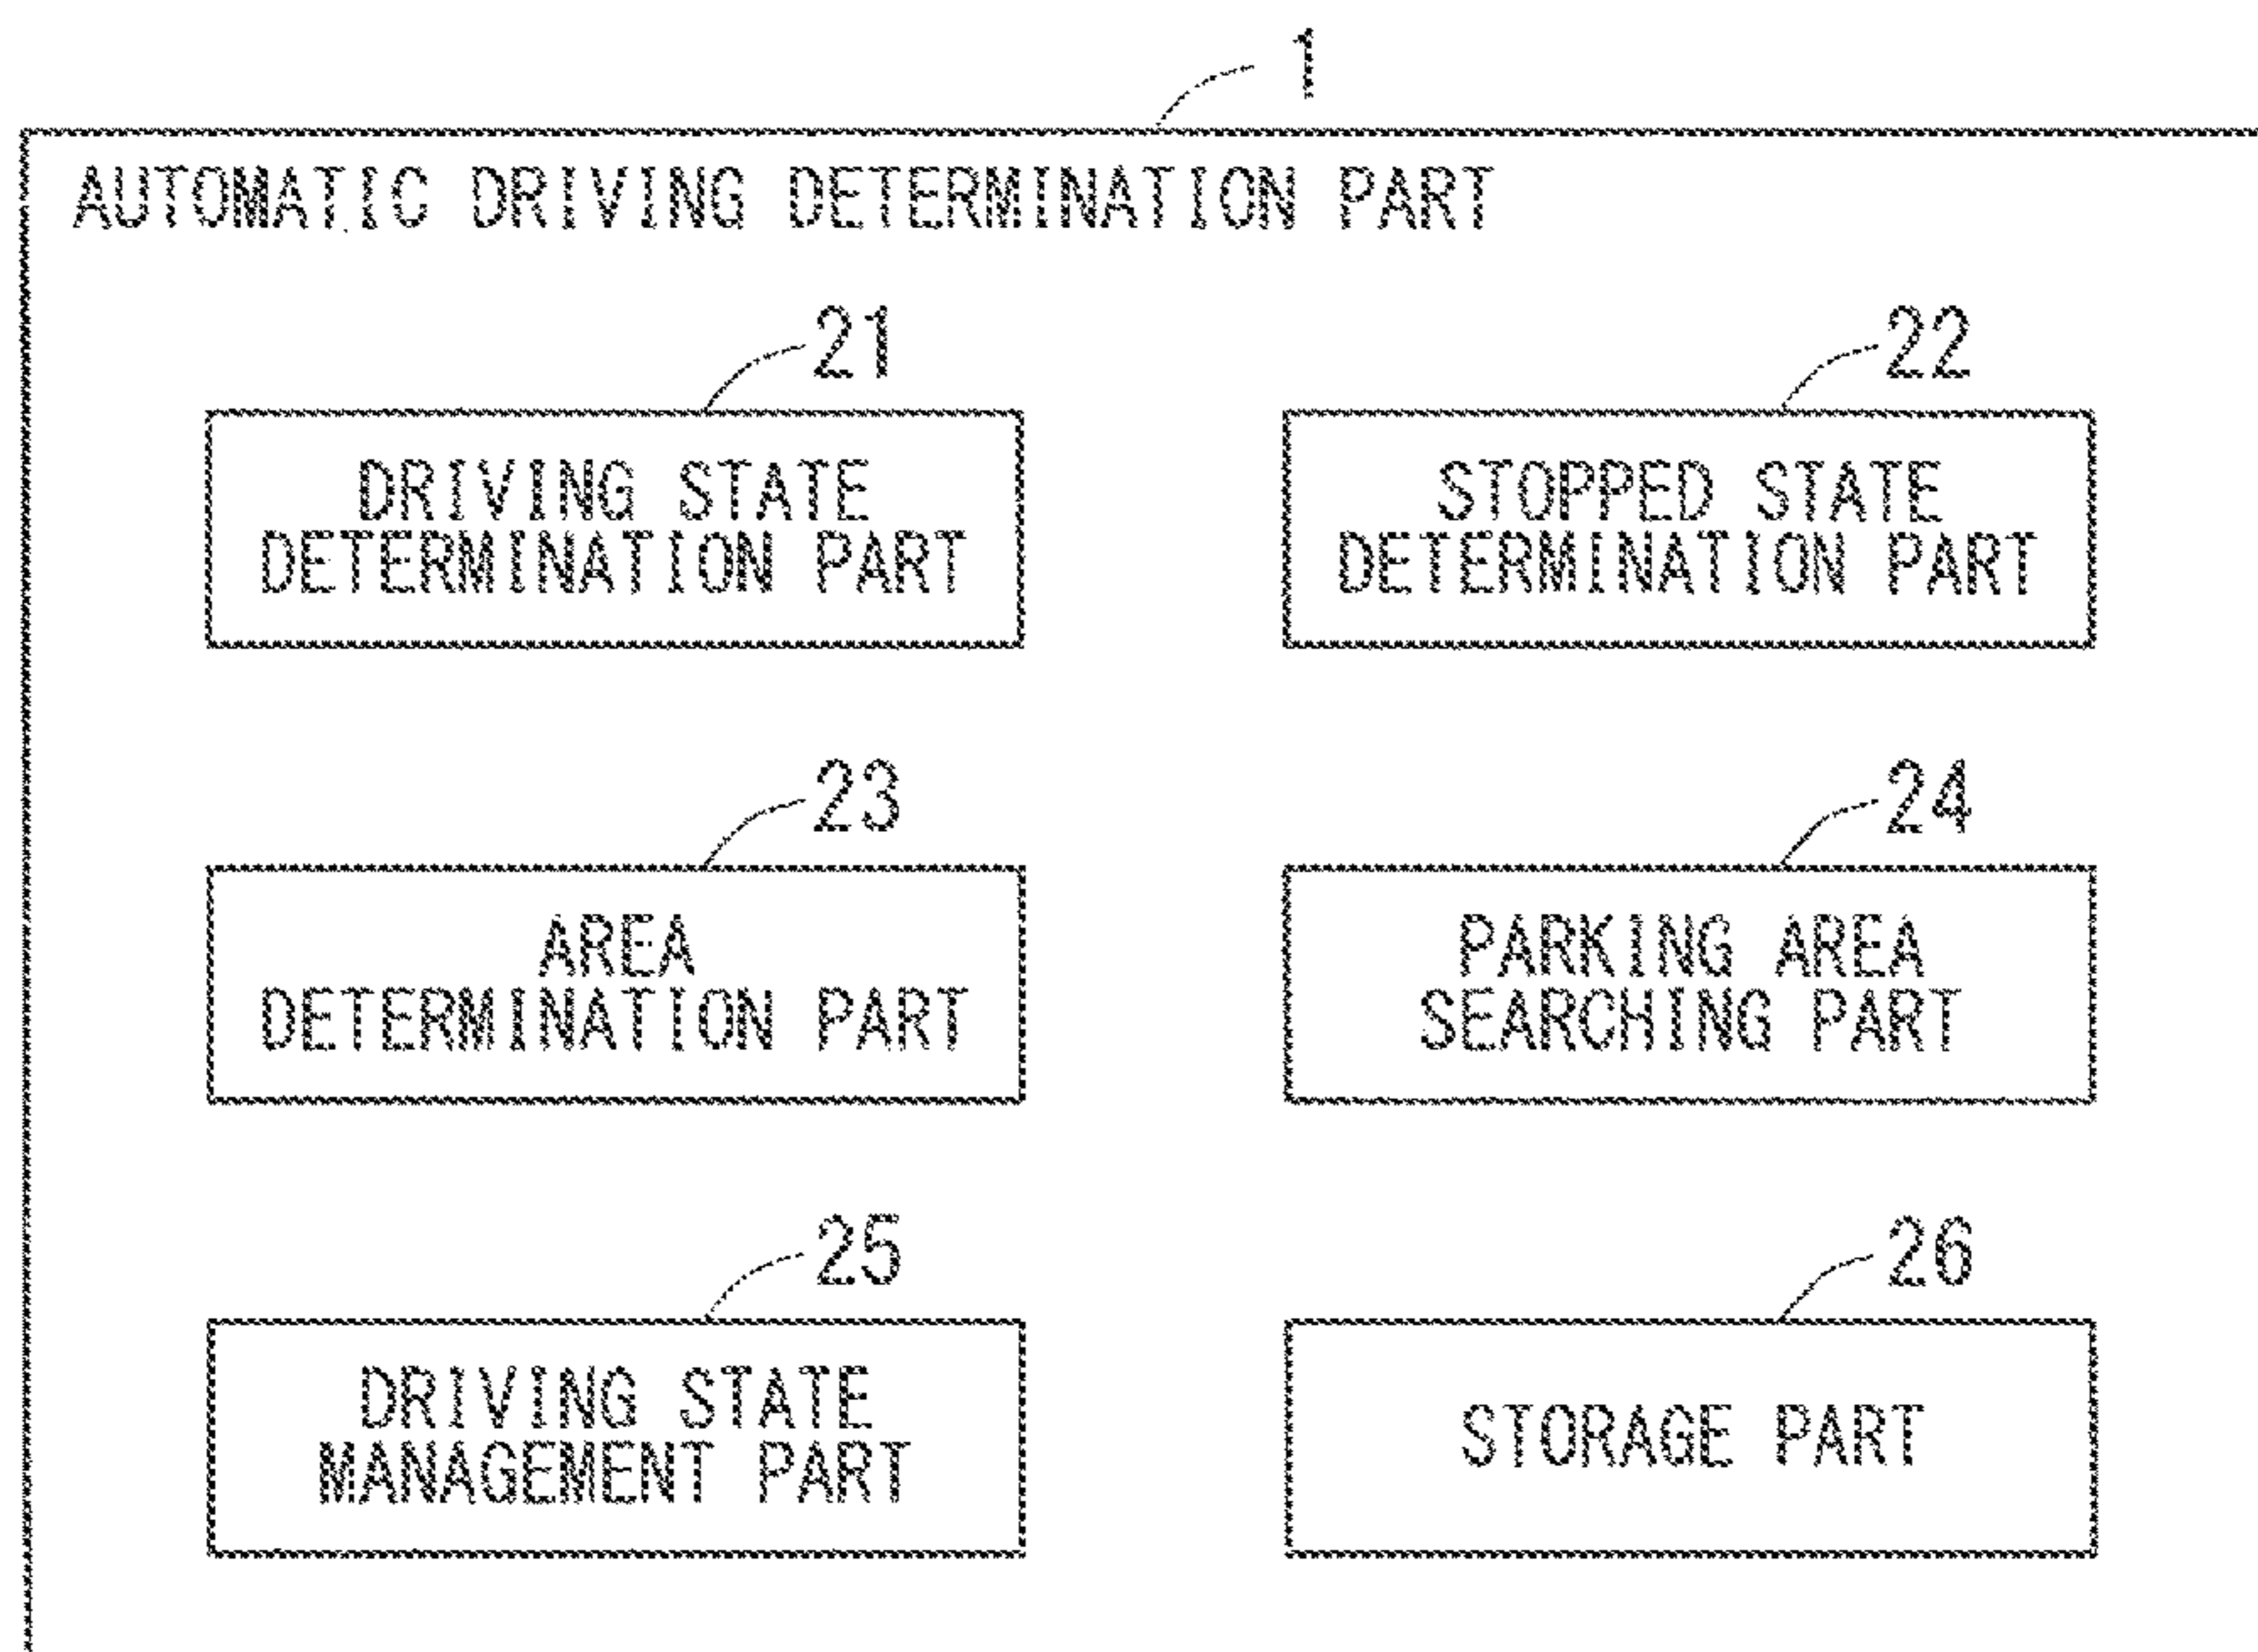 1
AUTOMATIC DRIVING DETERMINATION PART
21
22
DRIVING STATE
DETERMINATION PART
STOPPED STATE
DETERMINATION PART
23
24
AREA
DETERMINATION PART
PARKING AREA
SEARCHING PART
25
26
DRIVING STATE
MANAGEMENT PART
STORAGE PART